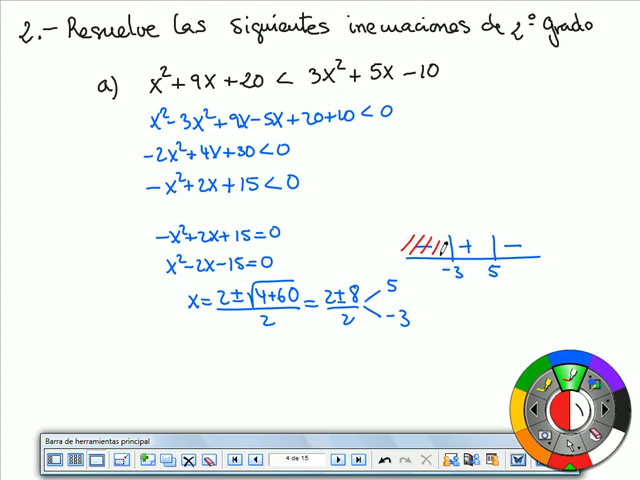 2.- Resuelve las siguientes inecuaciones de 2º grado
a) x² + 9x + 20 < 3x² + 5x - 10
x² - 3x² + 9x - 5x + 20 + 10 < 0
-2x² + 4x + 30 < 0
-x² + 2x + 15 < 0
-x² + 2x + 15 = 0
x² - 2x - 15 = 0
x = 2 ± √(4+60) / 2 = 2 ± 8 / 2 5 -3
- + -
-3 5
Barra de herramientas principal
4 de 15